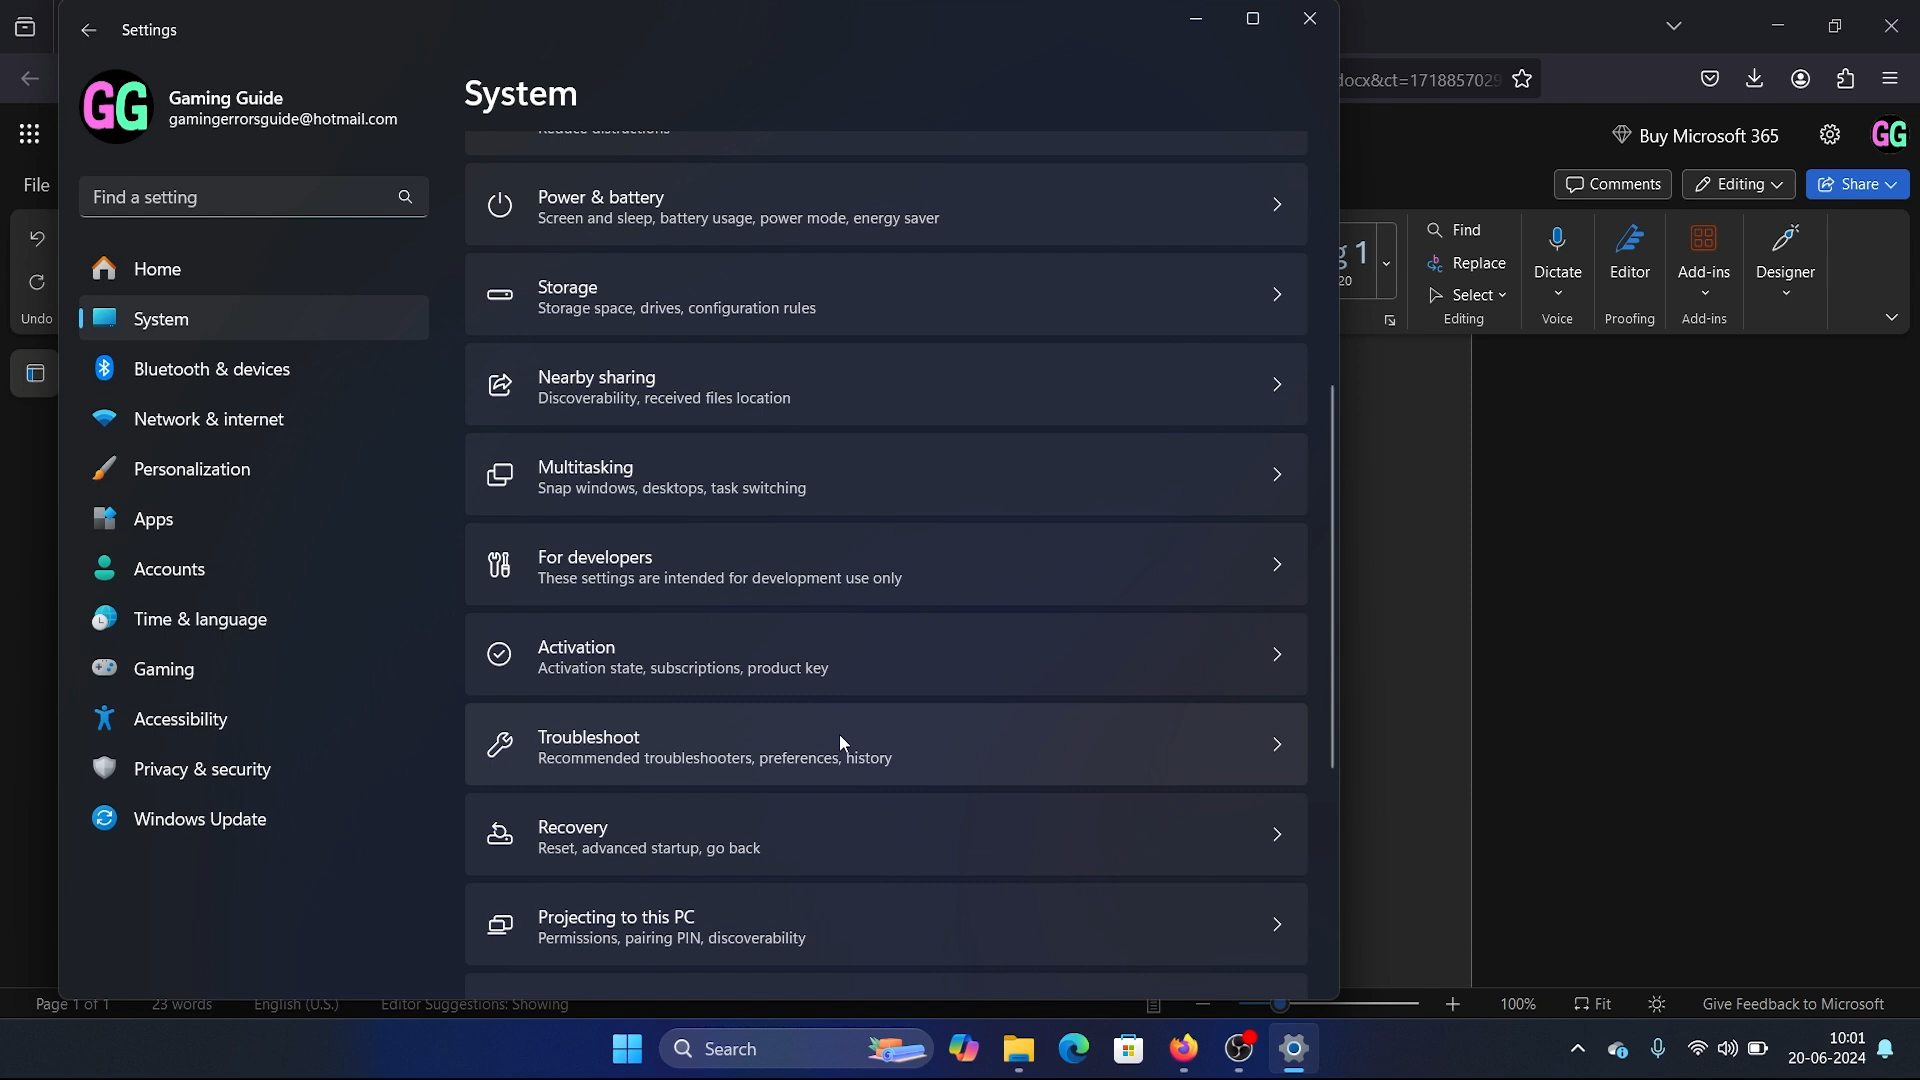 Settings
GG
Gaming Guide
gamingerrorsguide@hotmail.com
Find a setting
Home
System
Bluetooth & devices
Network & internet
Personalization
Apps
Accounts
Time & language
Gaming
Accessibility
Privacy & security
Windows Update
System
Reduce distractions
Power & battery
Screen and sleep, battery usage, power mode, energy saver
Storage
Storage space, drives, configuration rules
Nearby sharing
Discoverability, received files location
Multitasking
Snap windows, desktops, task switching
For developers
These settings are intended for development use only
Activation
Activation state, subscriptions, product key
Troubleshoot
Recommended troubleshooters, preferences, history
Recovery
Reset, advanced startup, go back
Projecting to this PC
Permissions, pairing PIN, discoverability
File
Undo
docx&ct=1718857029
Buy Microsoft 365
GG
Comments
Editing
Share
g 1
20
Find
Replace
Select
Editing
Dictate
Voice
Editor
Proofing
Add-ins
Add-ins
Designer
Page 1 of 1
23 words
English (U.S.)
Editor Suggestions: Showing
100%
Fit
Give Feedback to Microsoft
Search
10:01
20-06-2024